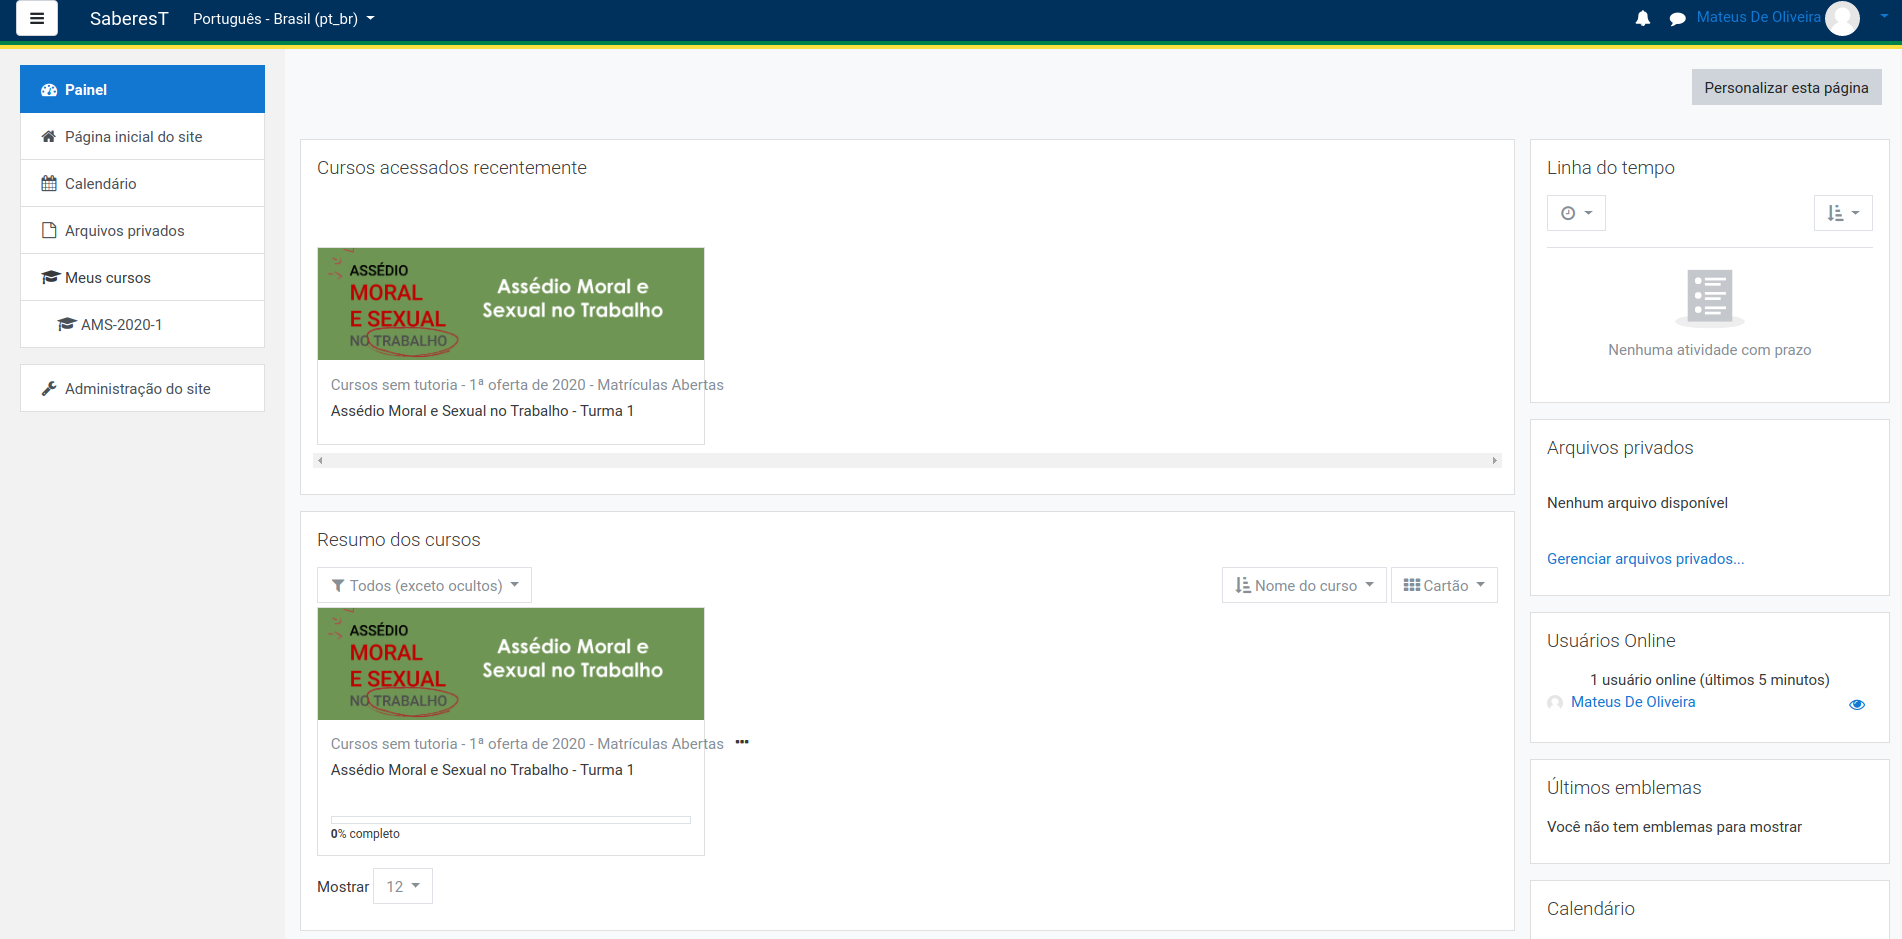 SaberesT
Português - Brasil (pt_br)
Mateus De Oliveira
Painel
Página inicial do site
Calendário
Arquivos privados
Meus cursos
AMS-2020-1
Administração do site
Personalizar esta página
Cursos acessados recentemente
ASSÉDIO
MORAL
E SEXUAL
NO TRABALHO
Assédio Moral e
Sexual no Trabalho
Cursos sem tutoria - 1ª oferta de 2020 - Matrículas Abertas
Assédio Moral e Sexual no Trabalho - Turma 1
Resumo dos cursos
Todos (exceto ocultos)
Nome do curso
Cartão
ASSÉDIO
MORAL
E SEXUAL
NO TRABALHO
Assédio Moral e
Sexual no Trabalho
Cursos sem tutoria - 1ª oferta de 2020 - Matrículas Abertas
Assédio Moral e Sexual no Trabalho - Turma 1
0% completo
Mostrar 12
Linha do tempo
Nenhuma atividade com prazo
Arquivos privados
Nenhum arquivo disponível
Gerenciar arquivos privados...
Usuários Online
1 usuário online (últimos 5 minutos)
Mateus De Oliveira
Últimos emblemas
Você não tem emblemas para mostrar
Calendário